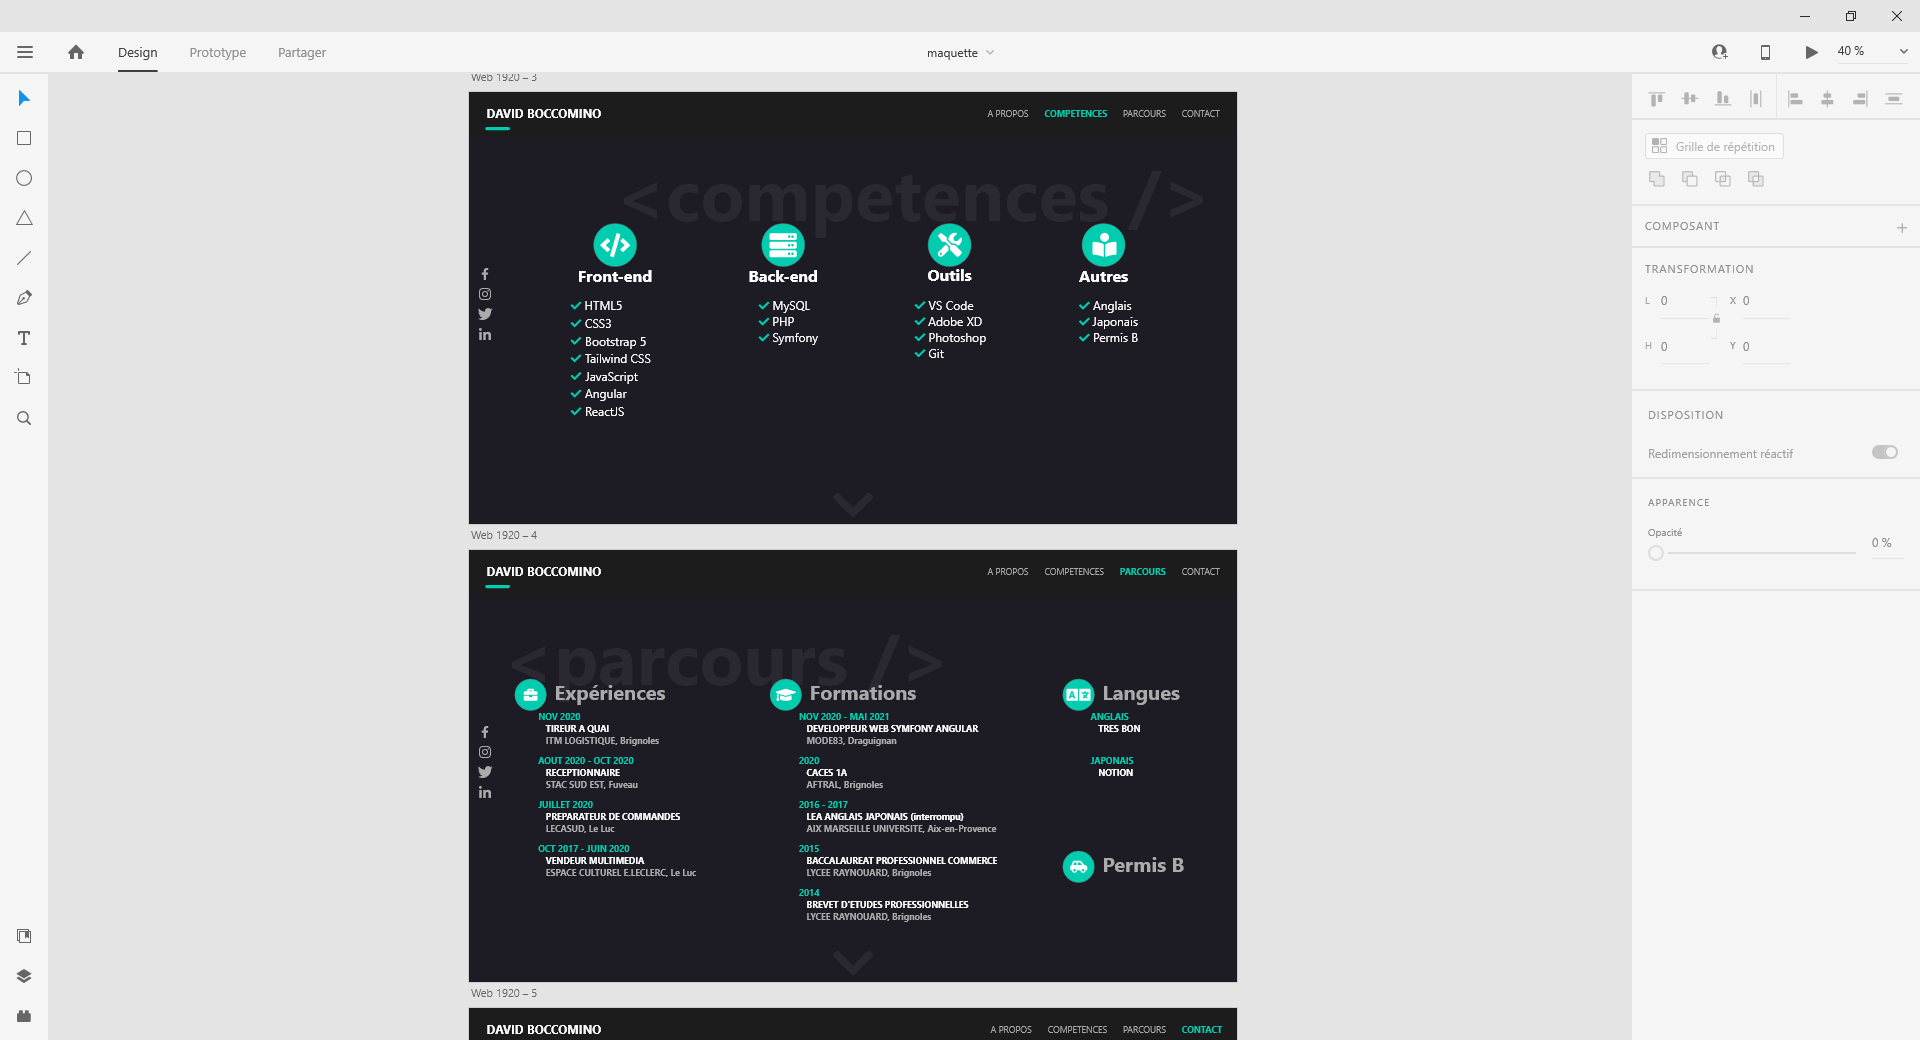 Design Prototype Partager maquette 40 %
Web 1920 – 3
DAVID BOCCOMINO A PROPOS COMPETENCES PARCOURS CONTACT
<competences />
Front-end
HTML5
CSS3
Bootstrap 5
Tailwind CSS
JavaScript
Angular
ReactJS
Back-end
MySQL
PHP
Symfony
Outils
VS Code
Adobe XD
Photoshop
Git
Autres
Anglais
Japonais
Permis B
Web 1920 – 4
DAVID BOCCOMINO A PROPOS COMPETENCES PARCOURS CONTACT
<parcours />
Expériences
NOV 2020
TIREUR A QUAI
ITM LOGISTIQUE, Brignoles
AOUT 2020 - OCT 2020
RECEPTIONNAIRE
STAC SUD EST, Fuveau
JUILLET 2020
PREPARATEUR DE COMMANDES
LECASUD, Le Luc
OCT 2017 - JUIN 2020
VENDEUR MULTIMEDIA
ESPACE CULTUREL E.LECLERC, Le Luc
Formations
NOV 2020 - MAI 2021
DEVELOPPEUR WEB SYMFONY ANGULAR
MODE83, Draguignan
2020
CACES 1A
AFTRAL, Brignoles
2016 - 2017
LEA ANGLAIS JAPONAIS (interrompu)
AIX MARSEILLE UNIVERSITE, Aix-en-Provence
2015
BACCALAUREAT PROFESSIONNEL COMMERCE
LYCEE RAYNOUARD, Brignoles
2014
BREVET D'ETUDES PROFESSIONNELLES
LYCEE RAYNOUARD, Brignoles
Langues
ANGLAIS
TRES BON
JAPONAIS
NOTION
Permis B
Web 1920 – 5
DAVID BOCCOMINO A PROPOS COMPETENCES PARCOURS CONTACT
Grille de répétition
COMPOSANT
TRANSFORMATION
L 0 X 0
H 0 Y 0
DISPOSITION
Redimensionnement réactif
APPARENCE
Opacité
0 %